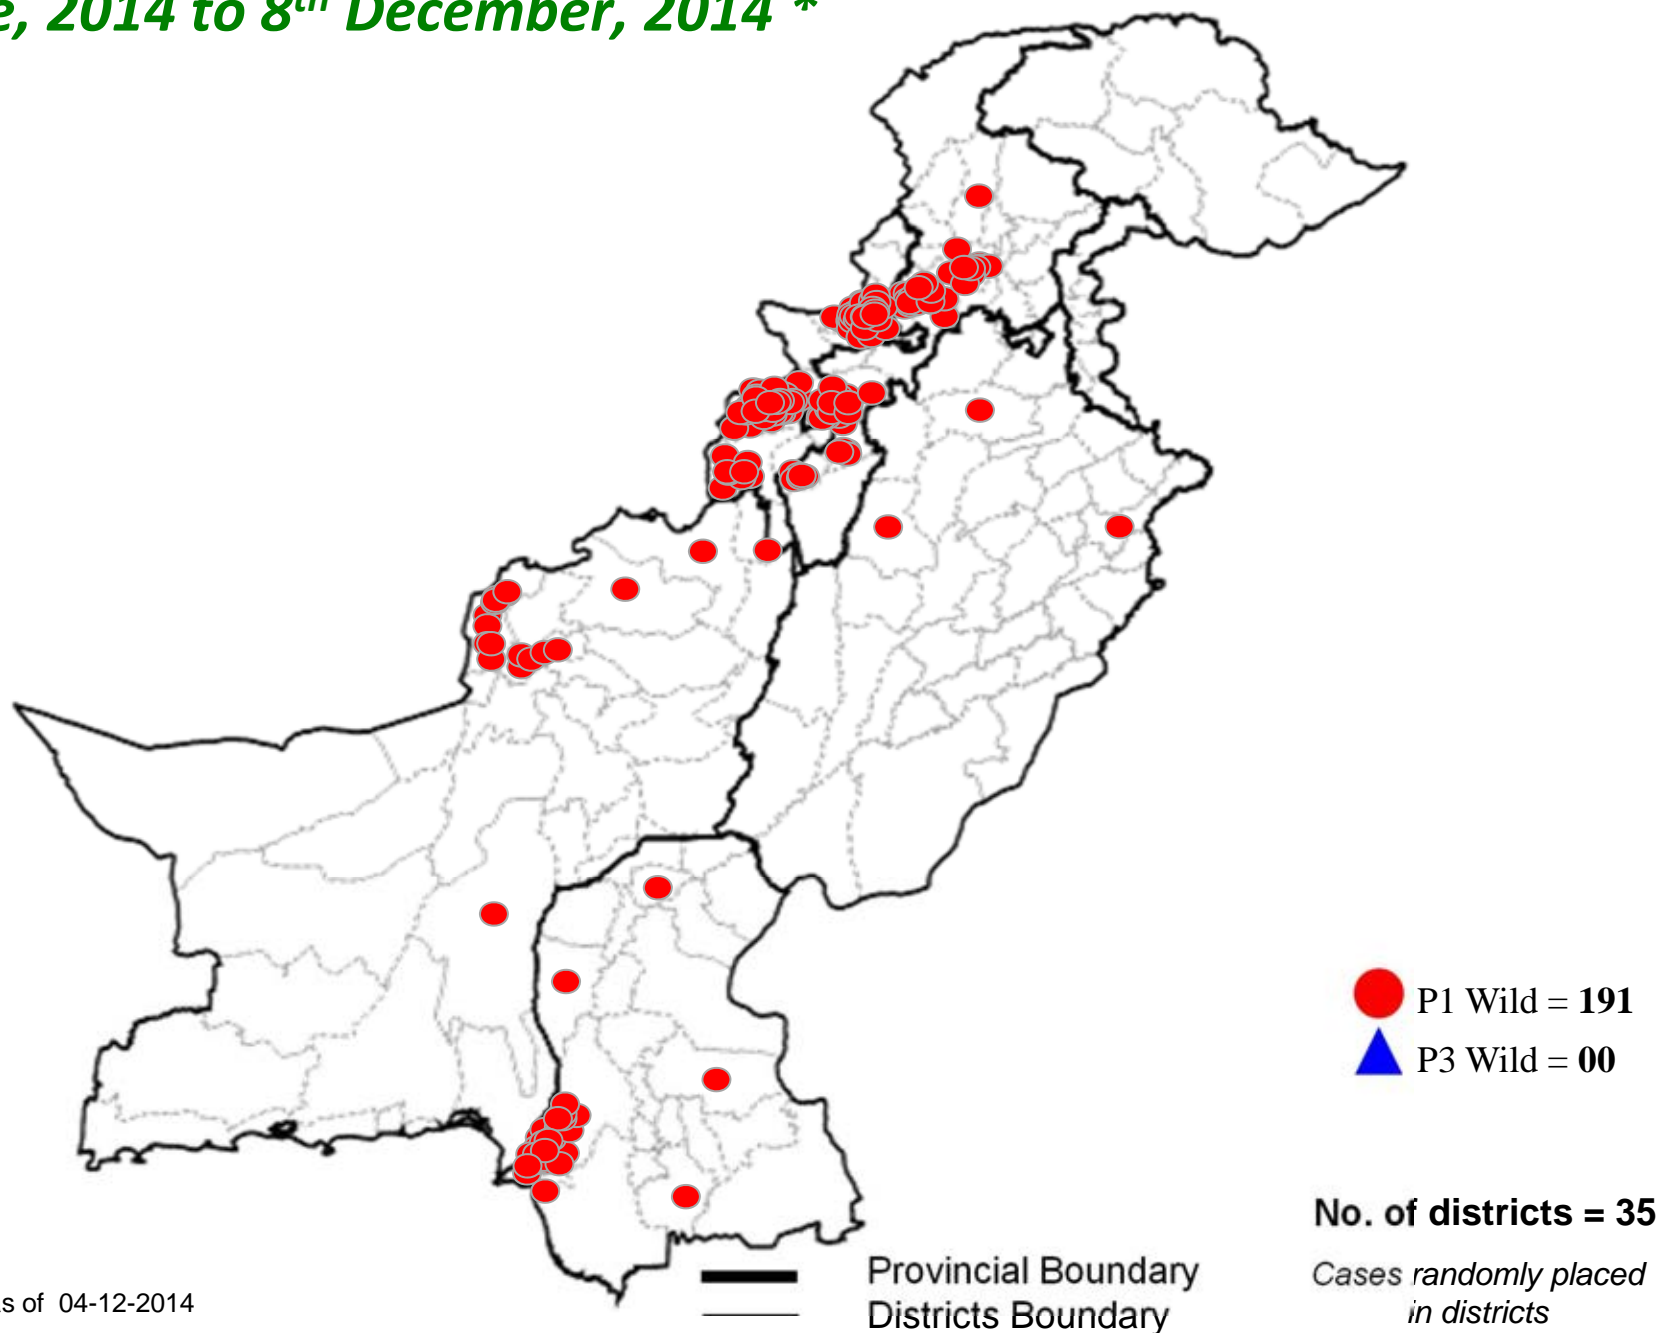 2014 to 8th December, 2014 *
P1 Wild = 191
P3 Wild = 00
No. of districts = 35
Cases randomly placed
in districts
Provincial Boundary
Districts Boundary
of 04-12-2014